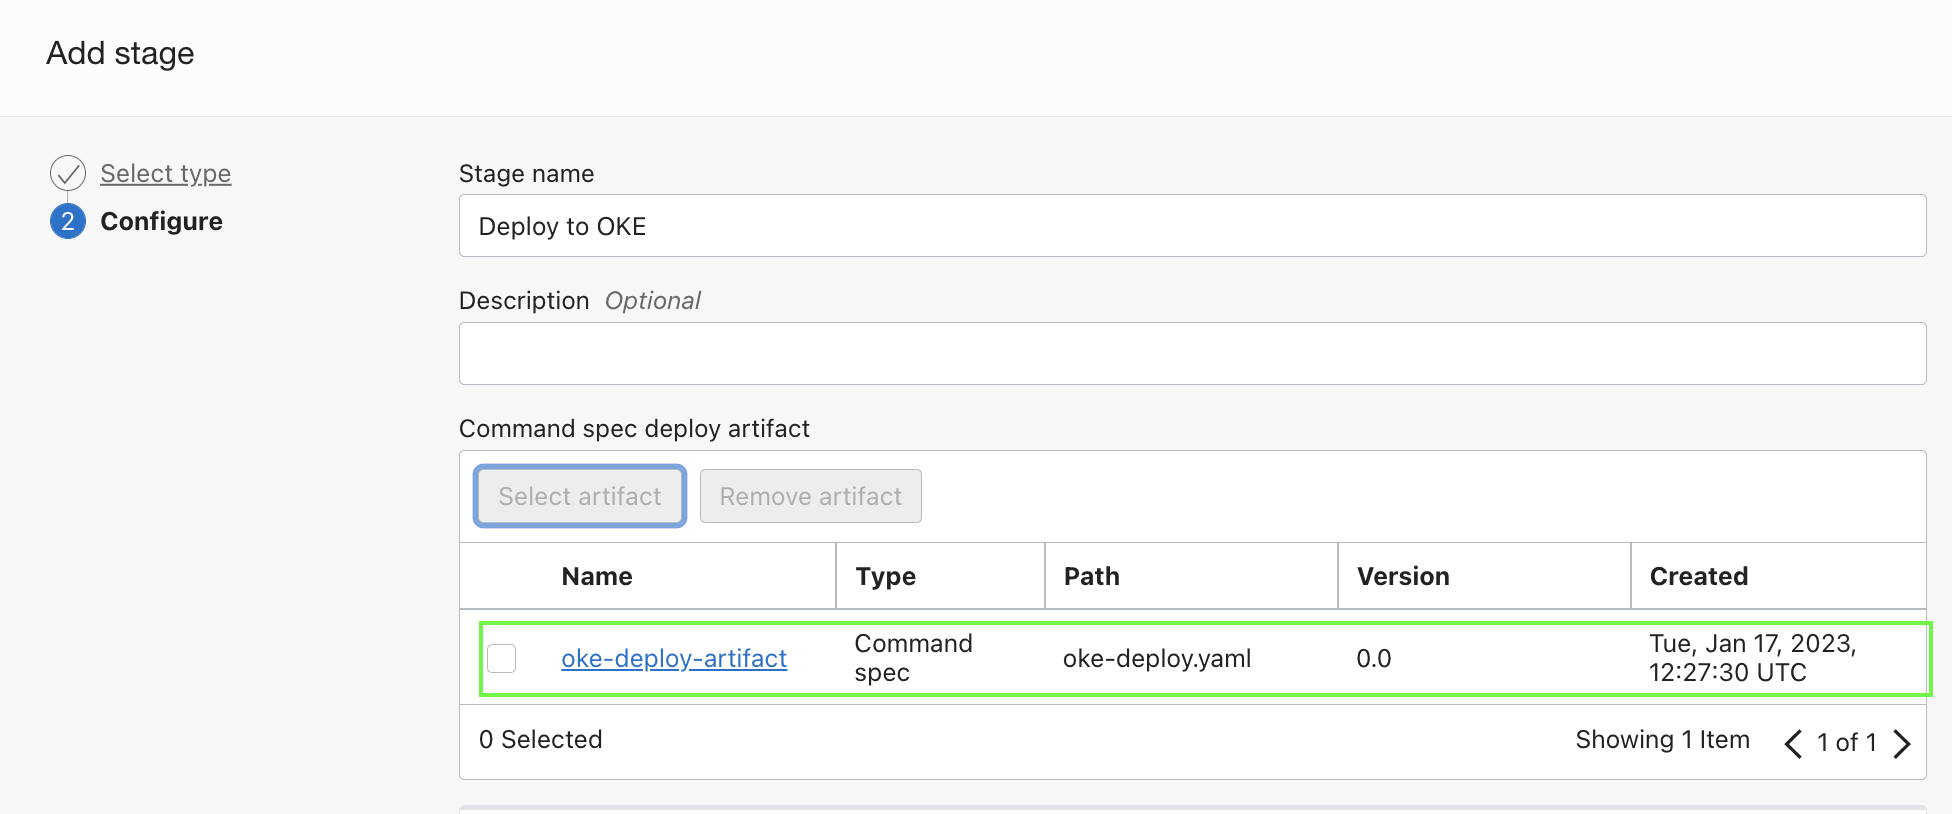 Add stage
Select type
2 Configure
Stage name
Deploy to OKE
Description Optional
Command spec deploy artifact
Select artifact Remove artifact
Name Type Path Version Created
oke-deploy-artifact Command spec oke-deploy.yaml 0.0 Tue, Jan 17, 2023, 12:27:30 UTC
0 Selected Showing 1 Item 1 of 1